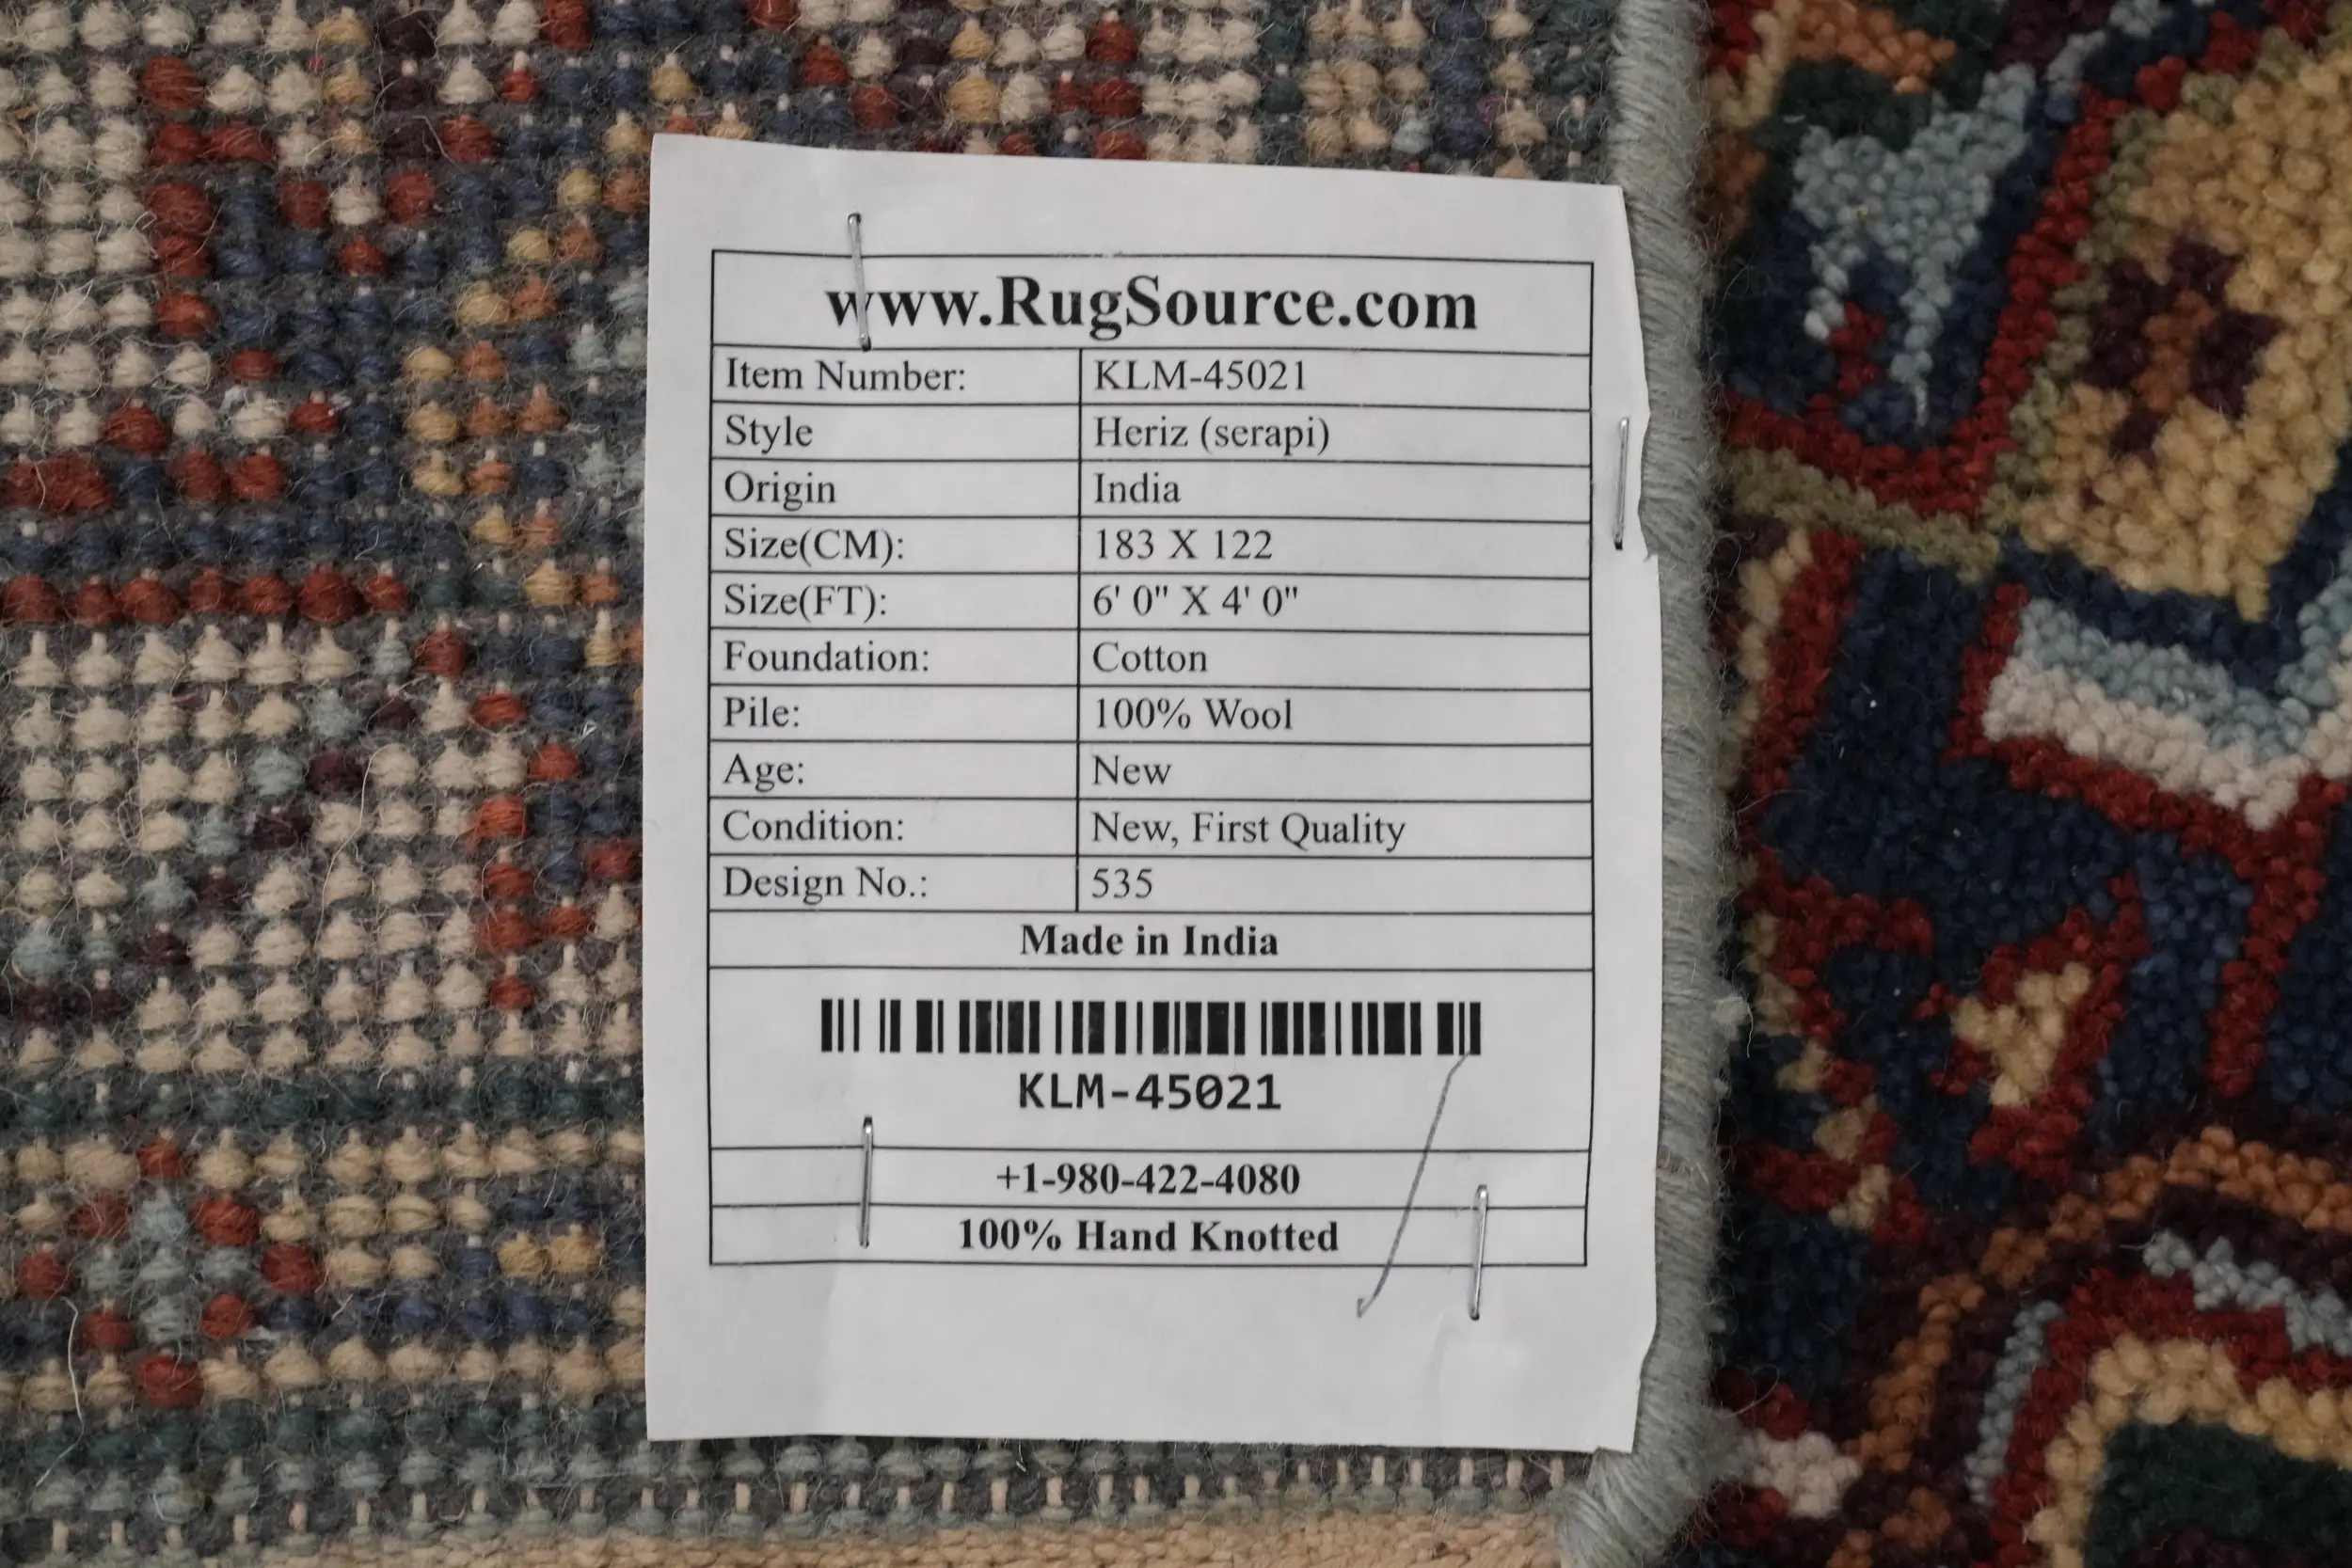 www.RugSource.com
Item Number: KLM-45021
Style Heriz (serapi)
Origin India
Size(CM): 183 X 122
Size(FT): 6' 0" X 4' 0"
Foundation: Cotton
Pile: 100% Wool
Age: New
Condition: New, First Quality
Design No.: 535
Made in India
KLM-45021
+1-980-422-4080
100% Hand Knotted